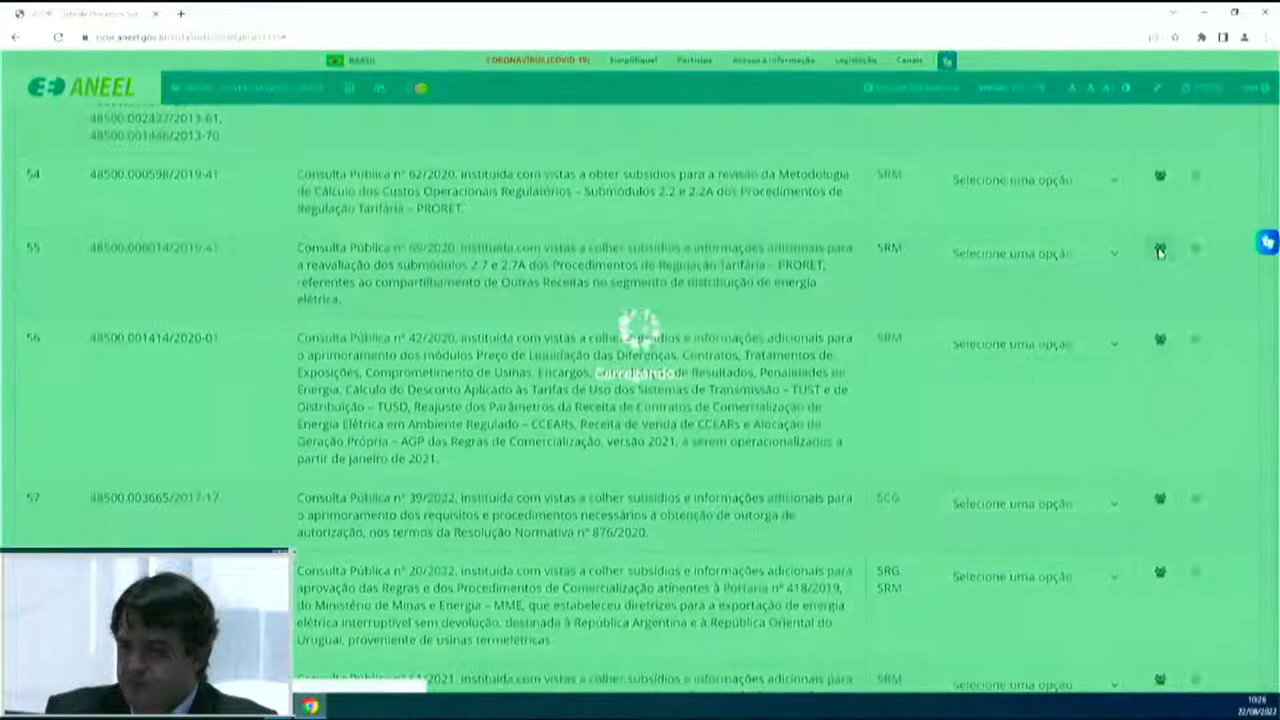 BRASIL
CORONAVÍRUS (COVID-19)
Simplifique!
Participe
Acesso à informação
Legislação
Canais
ANEEL
48500.002427/2013-61,
48500.001446/2013-70
54
48500.000598/2019-41
Consulta Pública nº 62/2020, instituída com vistas a obter subsídios para a revisão da Metodologia
de Cálculo dos Custos Operacionais Regulatórios – Submódulos 2.2 e 2.2A dos Procedimentos de
Regulação Tarifária – PRORET.
SRM
Selecione uma opção
55
Consulta Pública nº 69/2020, instituída com vistas a colher subsídios e informações adicionais para
a reavaliação dos submódulos 2.7 e 2.7A dos Procedimentos de Regulação Tarifária – PRORET,
referentes ao compartilhamento de Outras Receitas no segmento de distribuição de energia
elétrica.
SRM
Selecione uma opção
56
48500.001414/2020-01
Consulta Pública nº 42/2020, instituída com vistas a colher subsídios e informações adicionais para
o aprimoramento dos módulos Preço de Liquidação das Diferenças, Contratos, Tratamentos de
Exposições, Comprometimento de Usinas, Encargos, de Resultados, Penalidades de
Energia, Cálculo do Desconto Aplicado às Tarifas de Uso dos Sistemas de Transmissão – TUST e de
Distribuição – TUSD, Reajuste dos Parâmetros da Receita de Contratos de Comercialização de
Energia Elétrica em Ambiente Regulado – CCEARs, Receita de Venda de CCEARs e Alocação de
Geração Própria – AGP das Regras de Comercialização, versão 2021, a serem operacionalizados a
partir de janeiro de 2021.
SRM
Selecione uma opção
Carregando...
57
48500.003665/2017-17
Consulta Pública nº 39/2022, instituída com vistas a colher subsídios e informações adicionais para
o aprimoramento dos requisitos e procedimentos necessários à obtenção de outorga de
autorização, nos termos da Resolução Normativa nº 876/2020.
SCG
Selecione uma opção
Consulta Pública nº 20/2022, instituída com vistas a colher subsídios e informações adicionais para
aprovação das Regras e dos Procedimentos de Comercialização atinentes à Portaria nº 418/2019,
do Ministério de Minas e Energia – MME, que estabeleceu diretrizes para a exportação de energia
elétrica interruptível sem devolução, destinada à República Argentina e à República Oriental do
Uruguai, proveniente de usinas termelétricas.
SRG
SRM
Selecione uma opção
/2021, instituída com vistas a colher subsídios e informações adicionais para
SRM
Selecione uma opção
10:26
22/08/2022